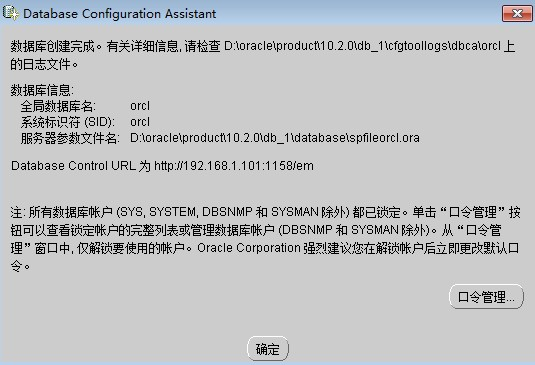 Database Configuration Assistant
数据库创建完成。有关详细信息,请检查 D:\oracle\product\10.2.0\db_1\cfgtoollogs\dbca\orcl 上
的日志文件。
数据库信息:
全局数据库名: orcl
系统标识符 (SID): orcl
服务器参数文件名: D:\oracle\product\10.2.0\db_1\database\spfileorcl.ora
Database Control URL 为 http://192.168.1.101:1158/em
注: 所有数据库帐户 (SYS, SYSTEM, DBSNMP 和 SYSMAN 除外) 都已锁定。单击“口令管理”按
钮可以查看锁定帐户的完整列表或管理数据库帐户 (DBSNMP 和 SYSMAN 除外)。从“口令管
理”窗口中, 仅解锁要使用的帐户。Oracle Corporation 强烈建议您在解锁帐户后立即更改默认口
令。
口令管理...
确定